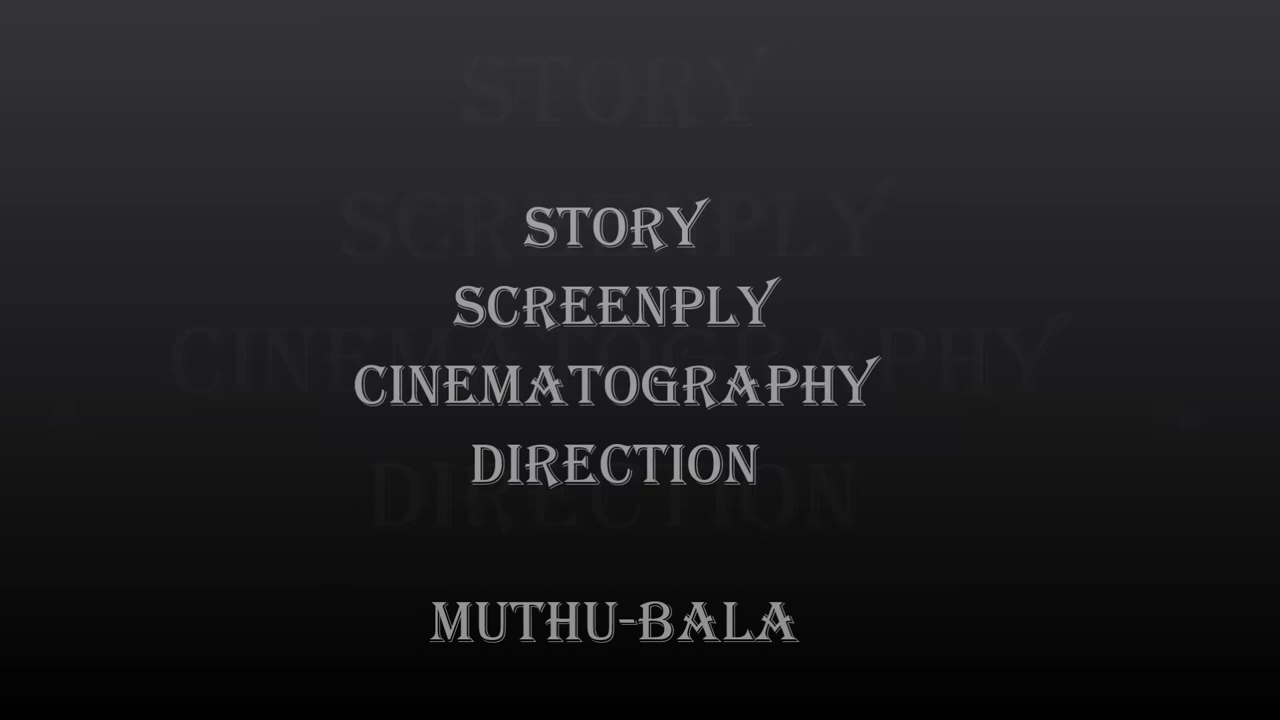 STORY
SCREENPLY
CINEMATOGRAPHY
DIRECTION
MUTHU-BALA